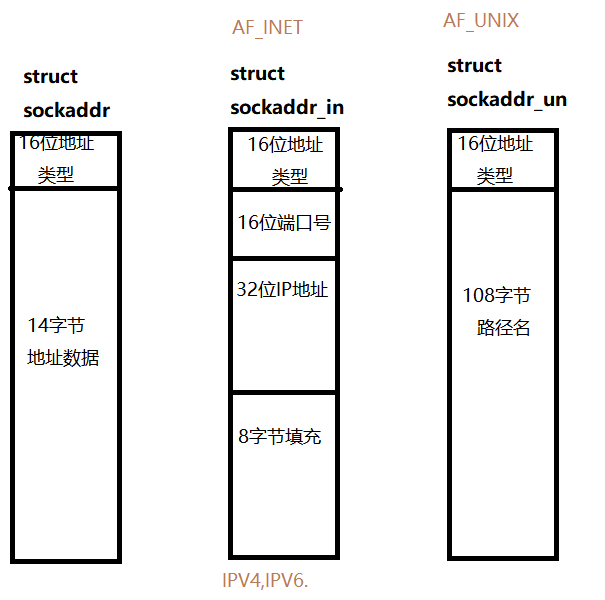 struct
sockaddr
16位地址
类型
14字节
地址数据
AF_INET
struct
sockaddr_in
16位地址
类型
16位端口号
32位IP地址
8字节填充
IPV4,IPV6.
AF_UNIX
struct
sockaddr_un
16位地址
类型
108字节
路径名